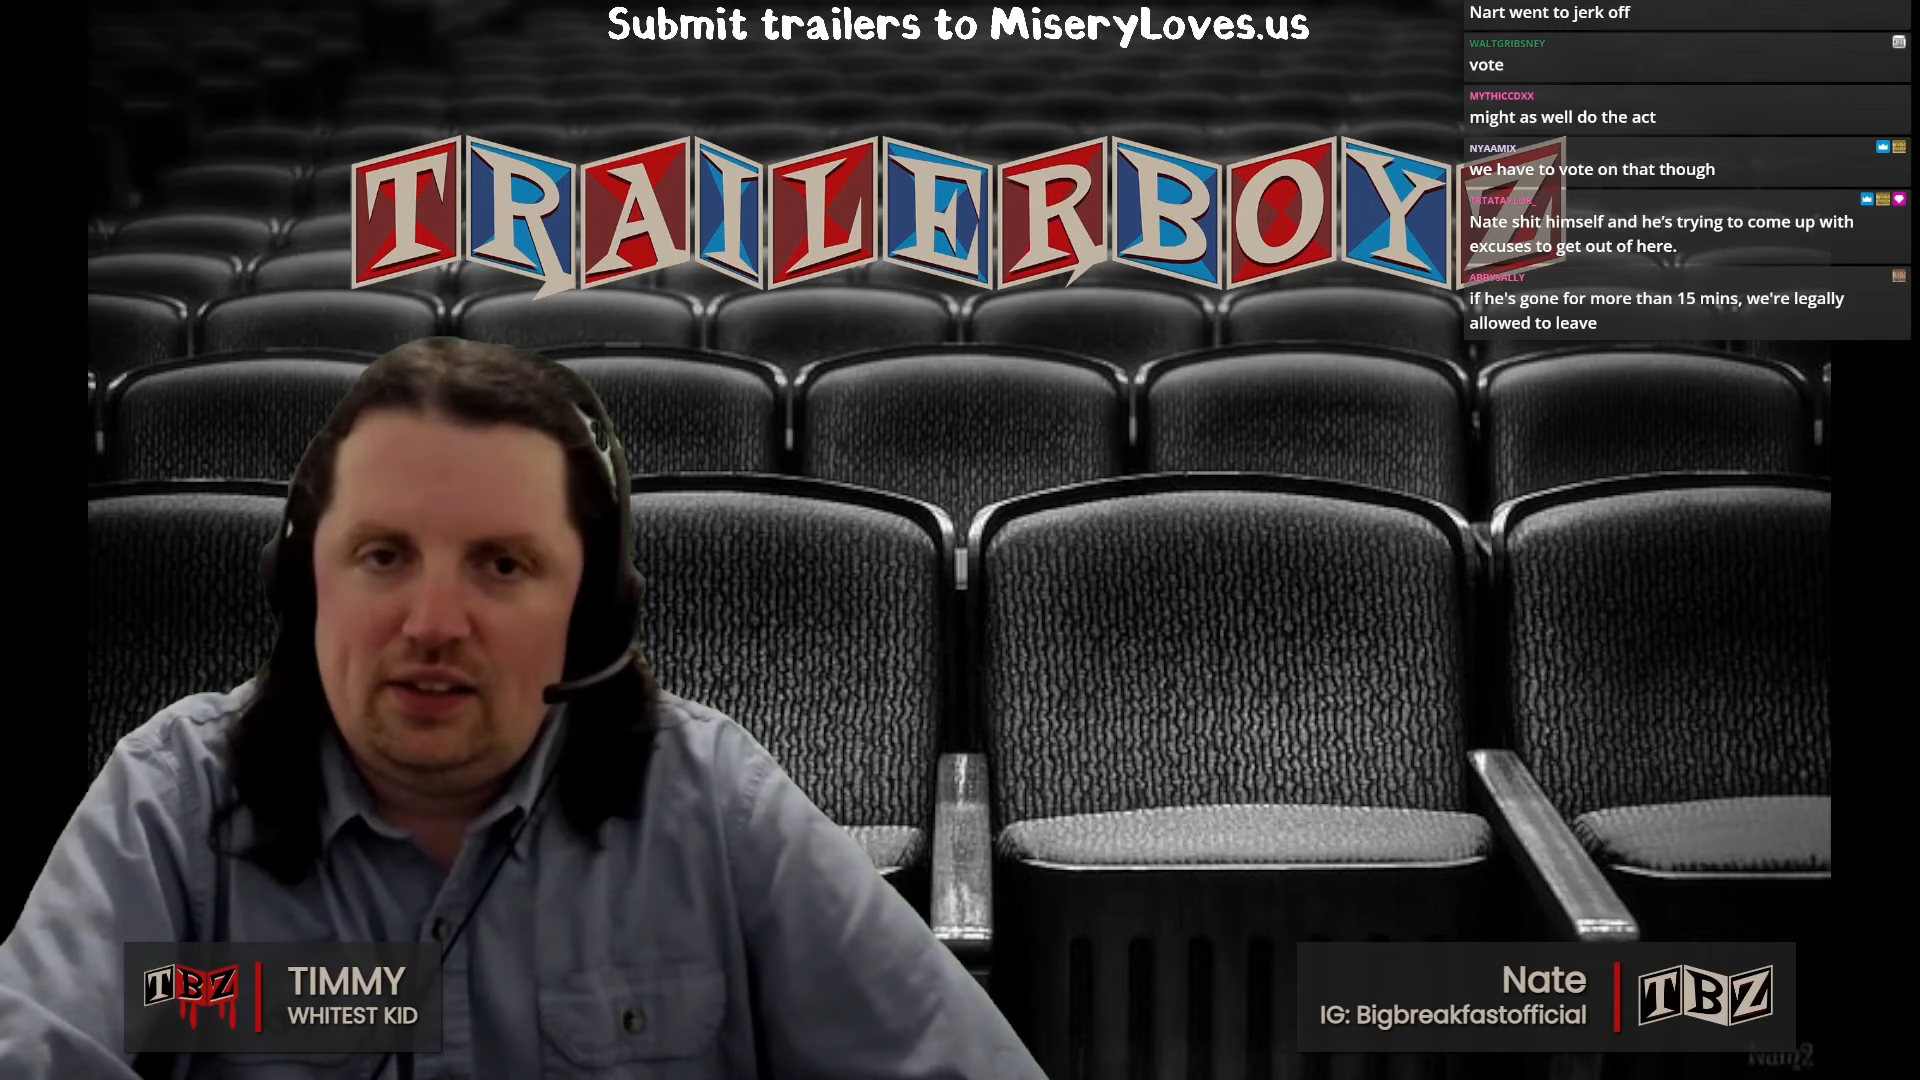 Submit trailers to MiseryLoves.us
Nart went to jerk off
WALTGRIBSNEY
vote
MYTHICCDXX
might as well do the act
NYAAMIX
we have to vote on that though
TATATAYLOR_
Nate shit himself and he's trying to come up with
excuses to get out of here.
ABBYSALLY
if he's gone for more than 15 mins, we're legally
allowed to leave
TRAILERBOYZ
TBZ
TIMMY
WHITEST KID
Nate
IG: Bigbreakfastofficial
TBZ